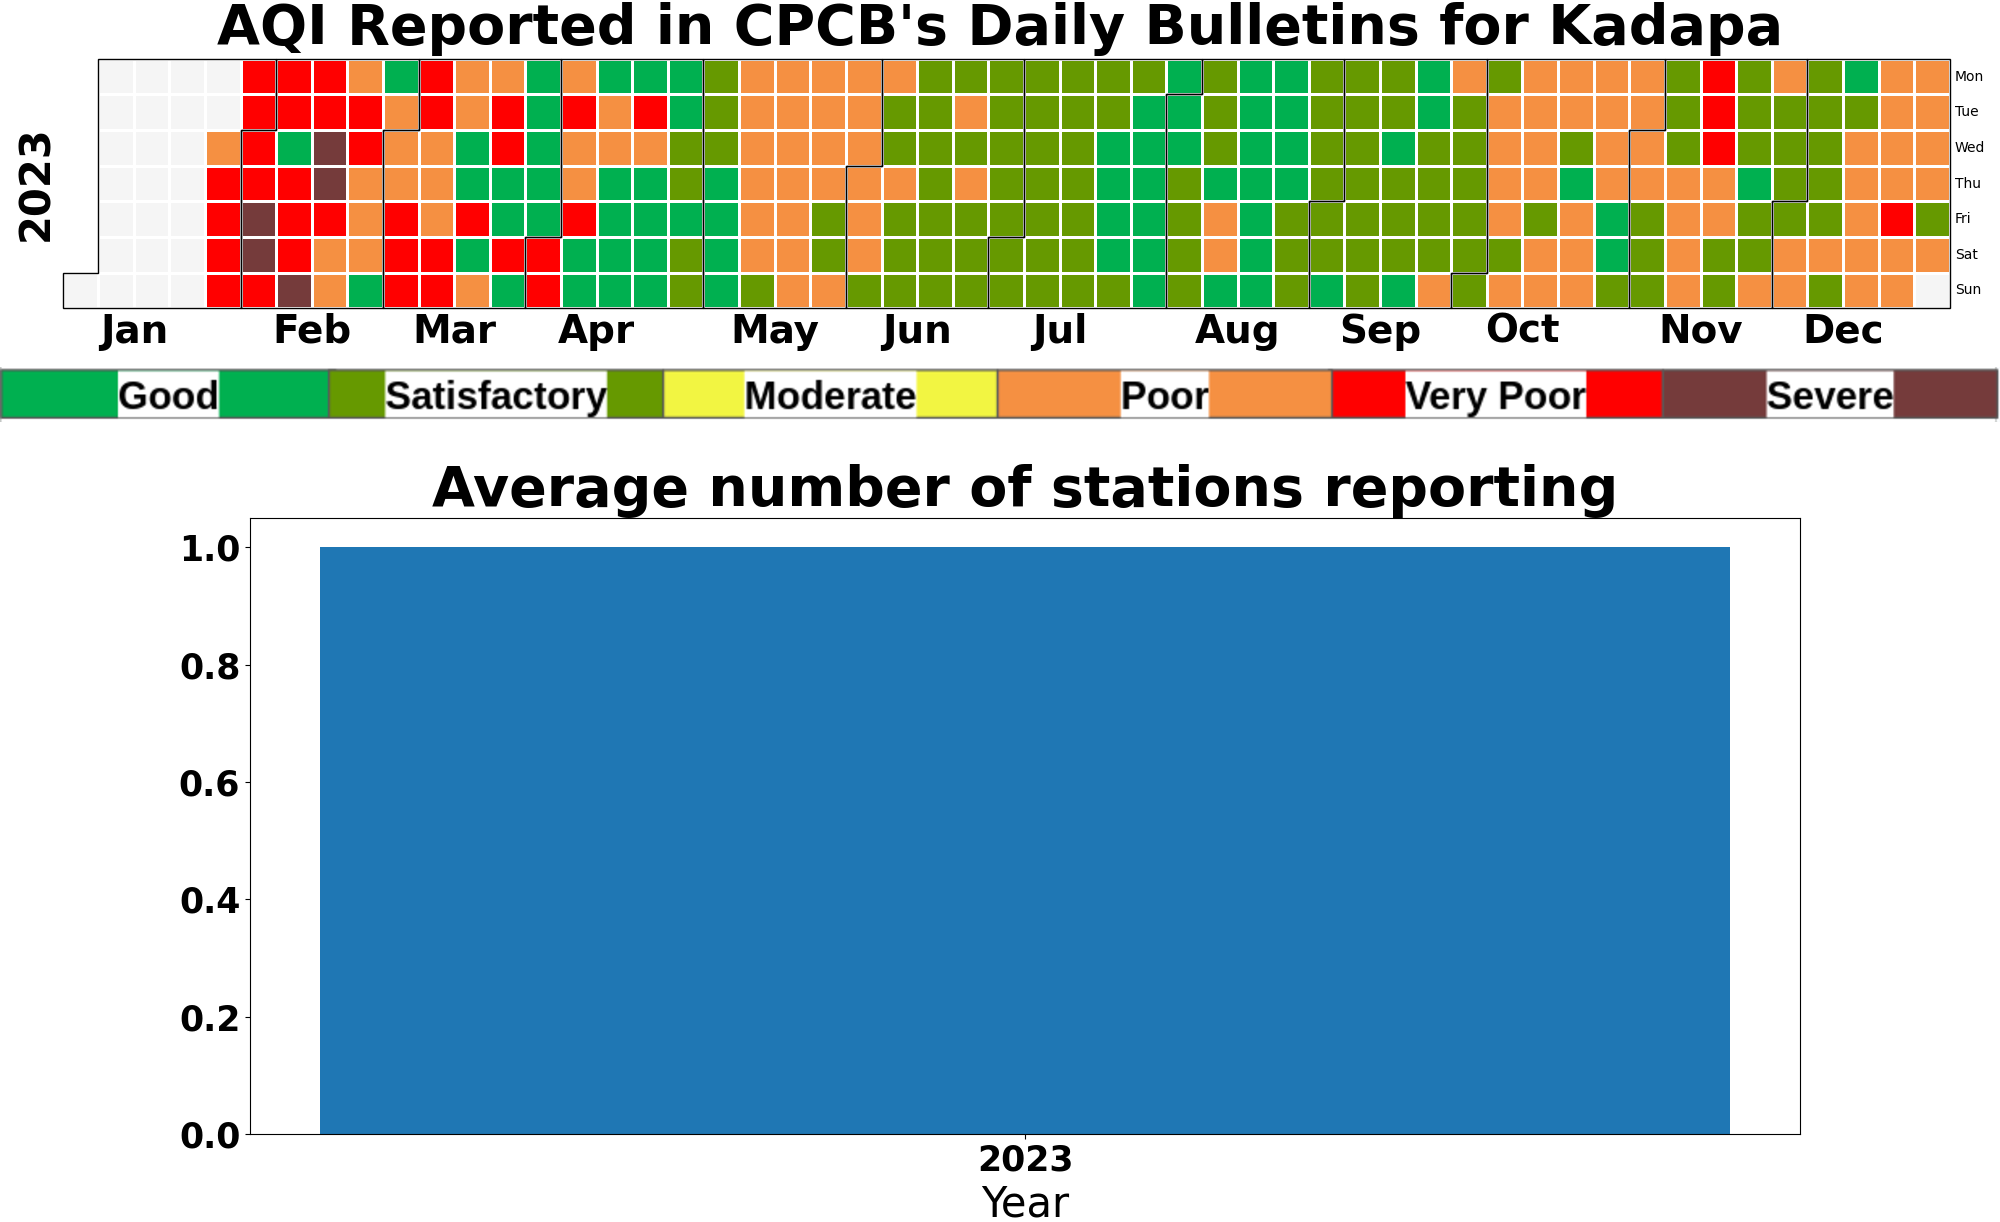 AQI Reported in CPCB's Daily Bulletins for Kadapa
2023
Mon
Tue
Wed
Thu
Fri
Sat
Sun
Jan Feb Mar Apr May Jun Jul Aug Sep Oct Nov Dec
Good Satisfactory Moderate Poor Very Poor Severe
Average number of stations reporting
1.0
0.8
0.6
0.4
0.2
0.0
2023
Year